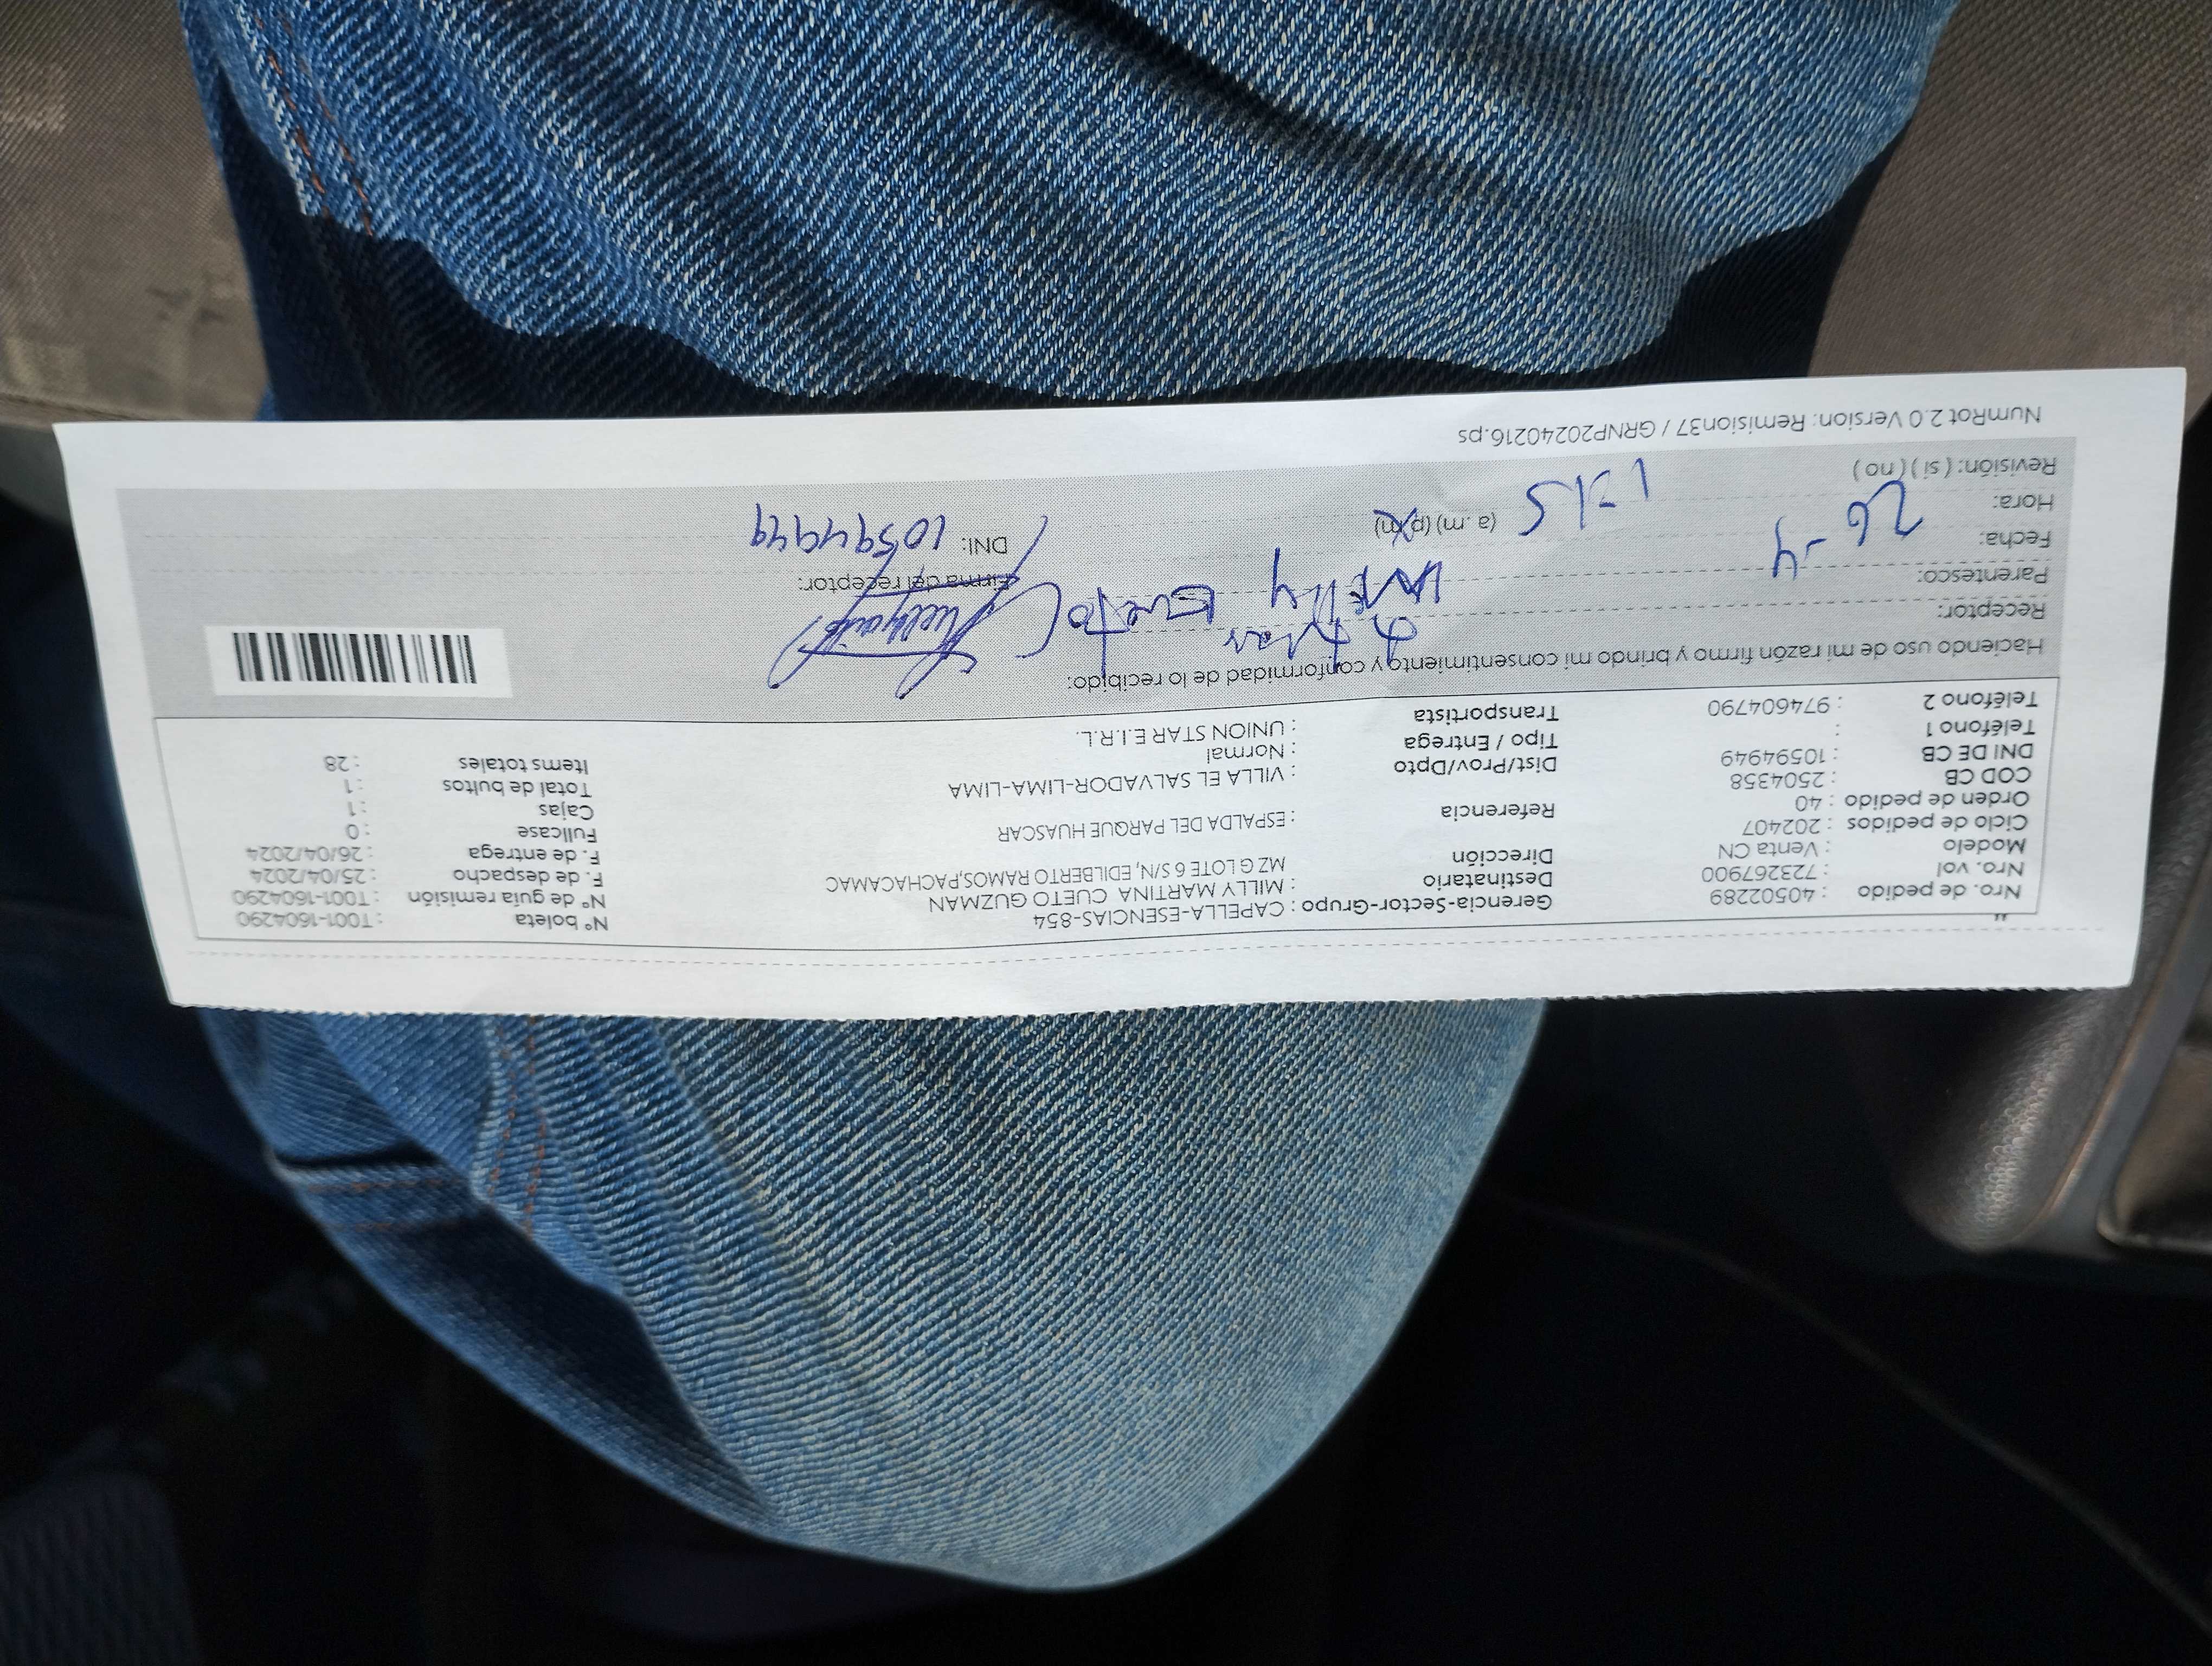 "
Nro. de pedido : 40502289 Gerencia-Sector-Grupo : CAPELLA-ESENCIAS-854 N° boleta : T001-1604290
Nro. vol : 723267900 Destinatario : MILLY MARTINA CUETO GUZMAN N° de guía remisión : T001-1604290
Modelo : Venta CN Dirección MZ G LOTE 6 S/N, EDILBERTO RAMOS,PACHACAMAC F. de despacho : 25/04/2024
Ciclo de pedidos : 202407 F. de entrega : 26/04/2024
Orden de pedido : 40 Referencia : ESPALDA DEL PARQUE HUASCAR Fullcase : 0
COD CB : 2504358 Cajas : 1
DNI DE CB : 10594949 Dist/Prov/Dpto : VILLA EL SALVADOR-LIMA-LIMA Total de bultos : 1
Teléfono 1 : Tipo / Entrega : Normal Items totales : 28
Teléfono 2 : 974604790 Transportista : UNION STAR E.I.R.L.
Haciendo uso de mi razón firmo y brindo mi consentimiento y conformidad de lo recibido:
Receptor:
Milly Cueto
Parentesco:
Firma del receptor:
Fecha: 26-4
DNI: 10594949
Hora: 1-15 (a. m) (p.m)
Revisión: ( si ) ( no )
NumRot 2.0 Version: Remision37 / GRNP20240216.ps